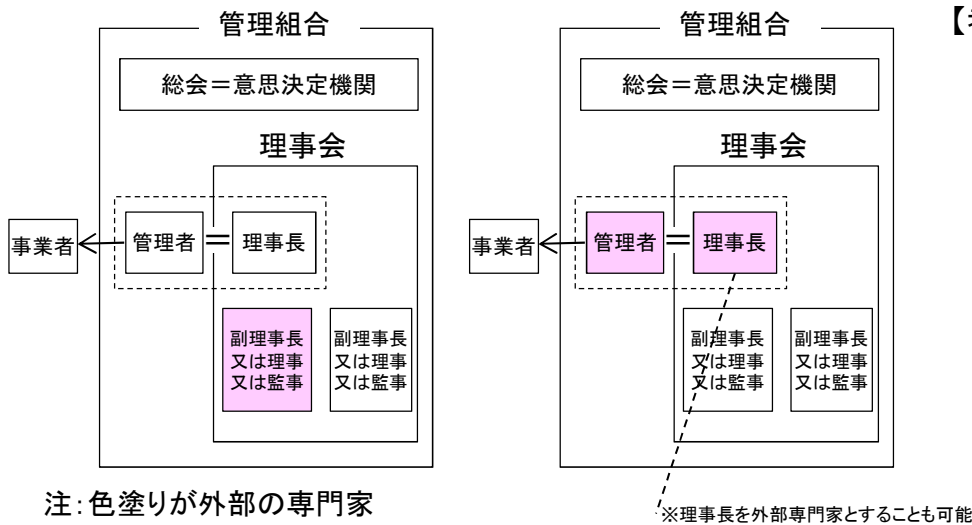 管理組合
総会=意思決定機関
理事会
事業者
管理者
=
理事長
副理事長
又は理事
又は監事
副理事長
又は理事
又は監事
注:色塗りが外部の専門家
管理組合
総会=意思決定機関
理事会
事業者
管理者
=
理事長
副理事長
又は理事
又は監事
副理事長
又は理事
又は監事
※理事長を外部専門家とすることも可能
【